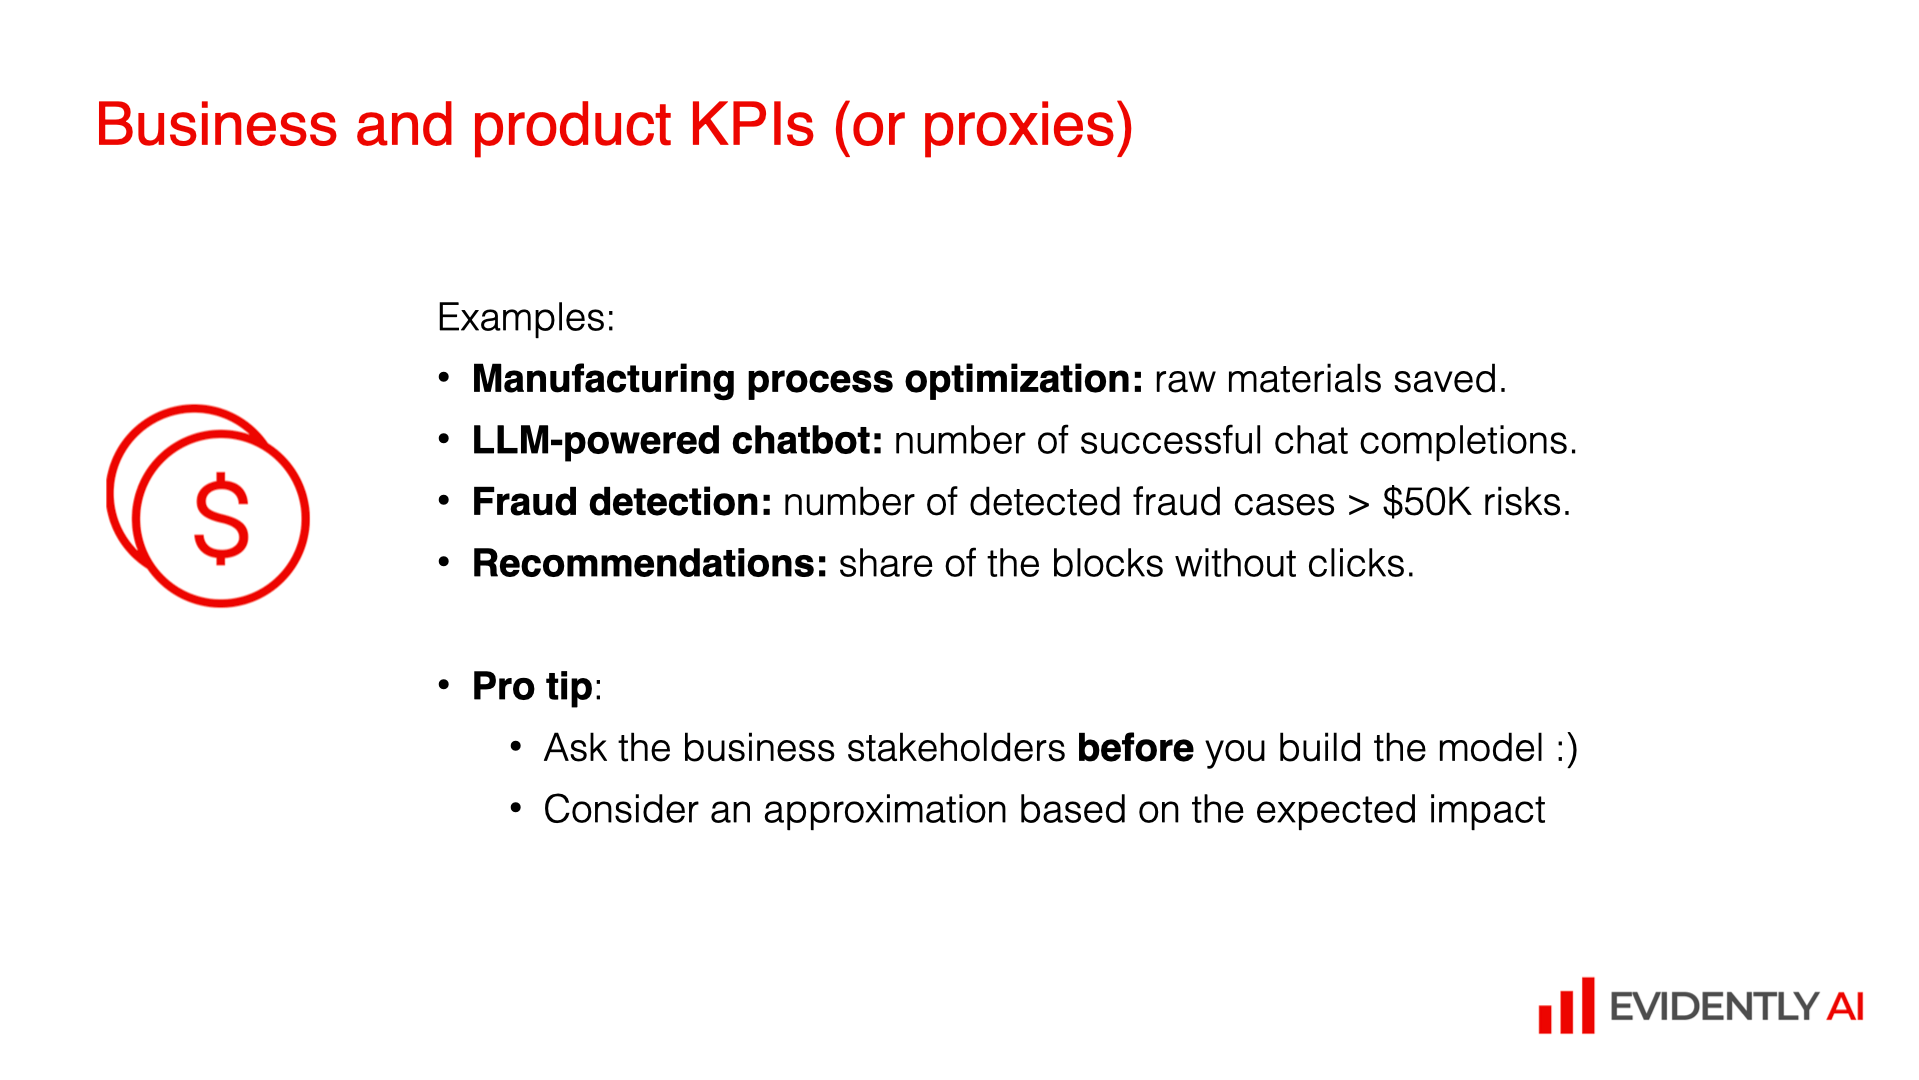 Business and product KPIs (or proxies)
Examples:
• Manufacturing process optimization: raw materials saved.
• LLM-powered chatbot: number of successful chat completions.
• Fraud detection: number of detected fraud cases > $50K risks.
• Recommendations: share of the blocks without clicks.
• Pro tip:
• Ask the business stakeholders before you build the model :)
• Consider an approximation based on the expected impact
$
EVIDENTLY AI